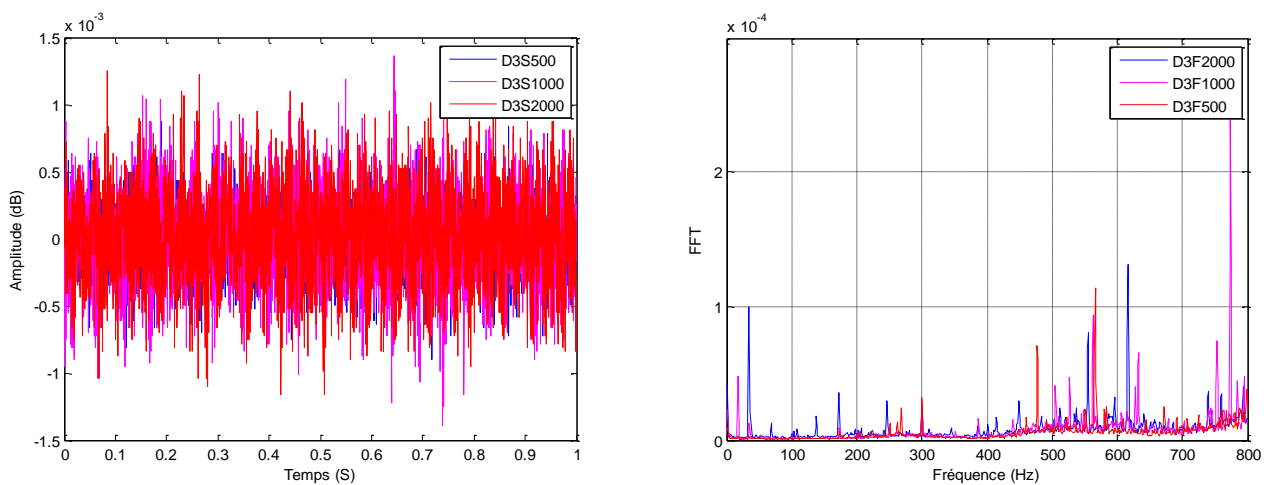 x 10-3
1.5
1
0.5
0
-0.5
-1
-1.5
0 0.1 0.2 0.3 0.4 0.5 0.6 0.7 0.8 0.9 1
Temps (S)
Amplitude (dB)
D3S500
D3S1000
D3S2000
x 10-4
2
1
0
0 100 200 300 400 500 600 700 800
Fréquence (Hz)
FFT
D3F2000
D3F1000
D3F500